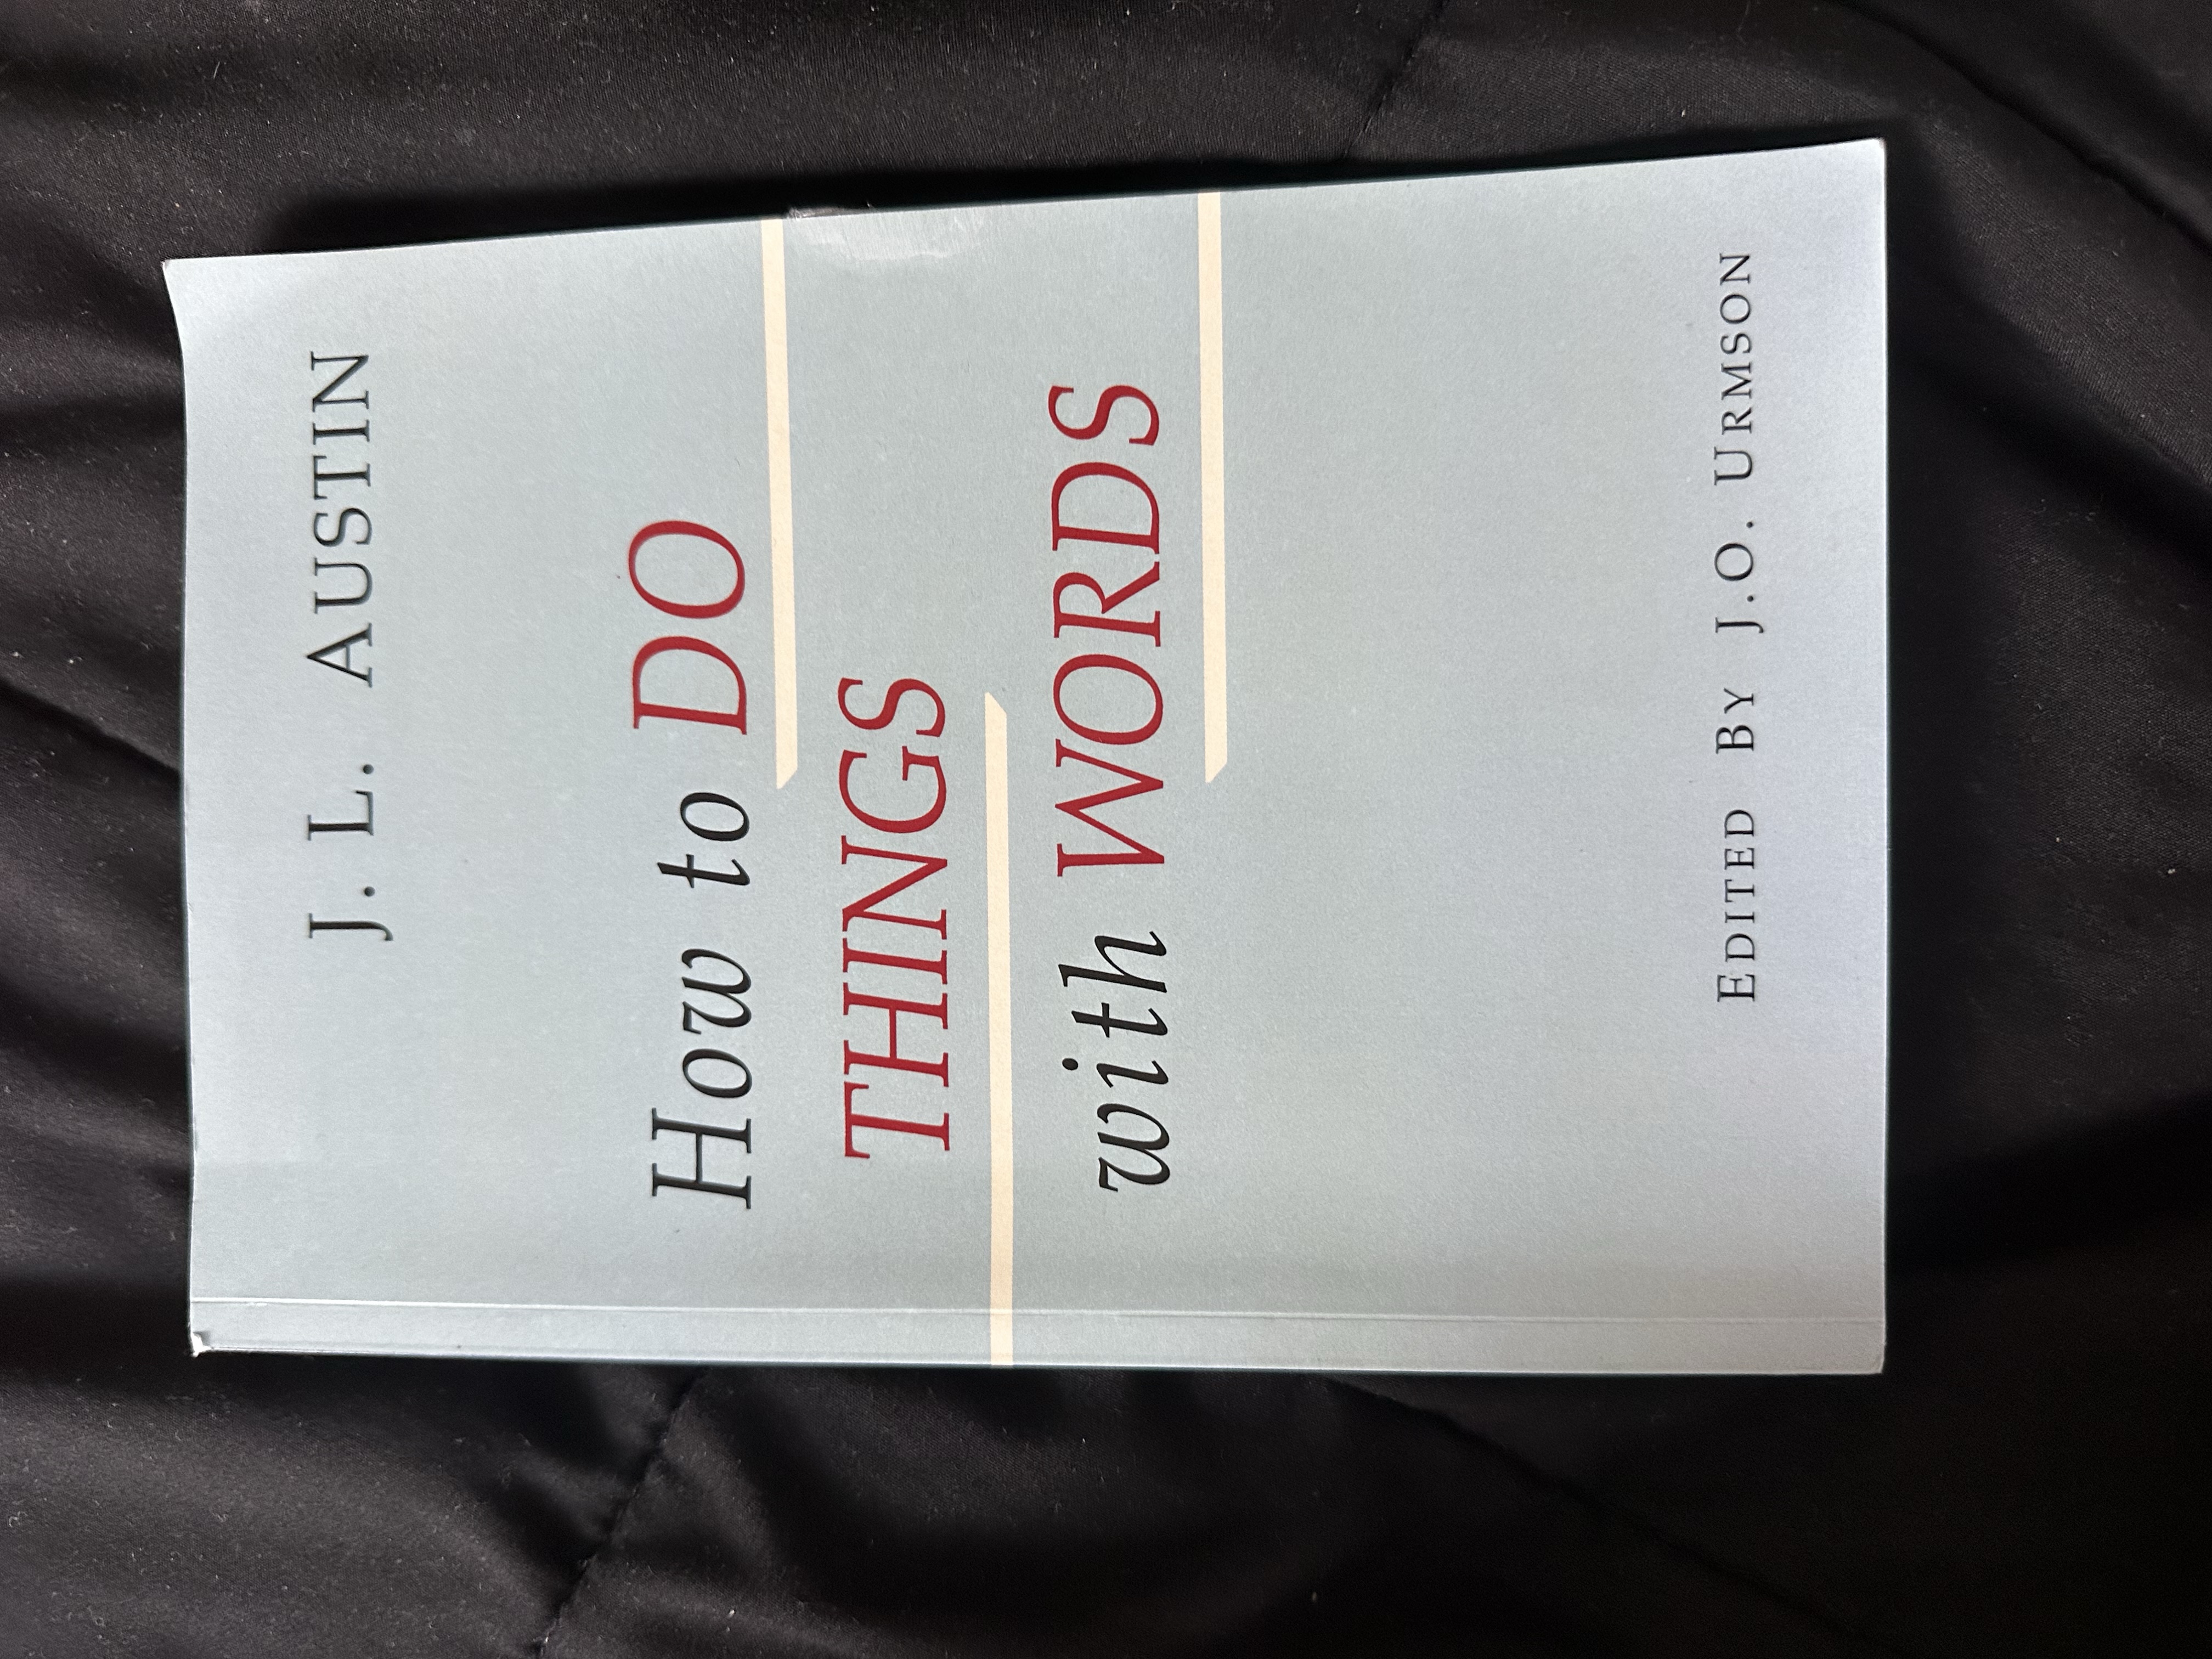 J. L. AUSTIN
How to DO
THINGS
with WORDS
EDITED BY J.O. URMSON